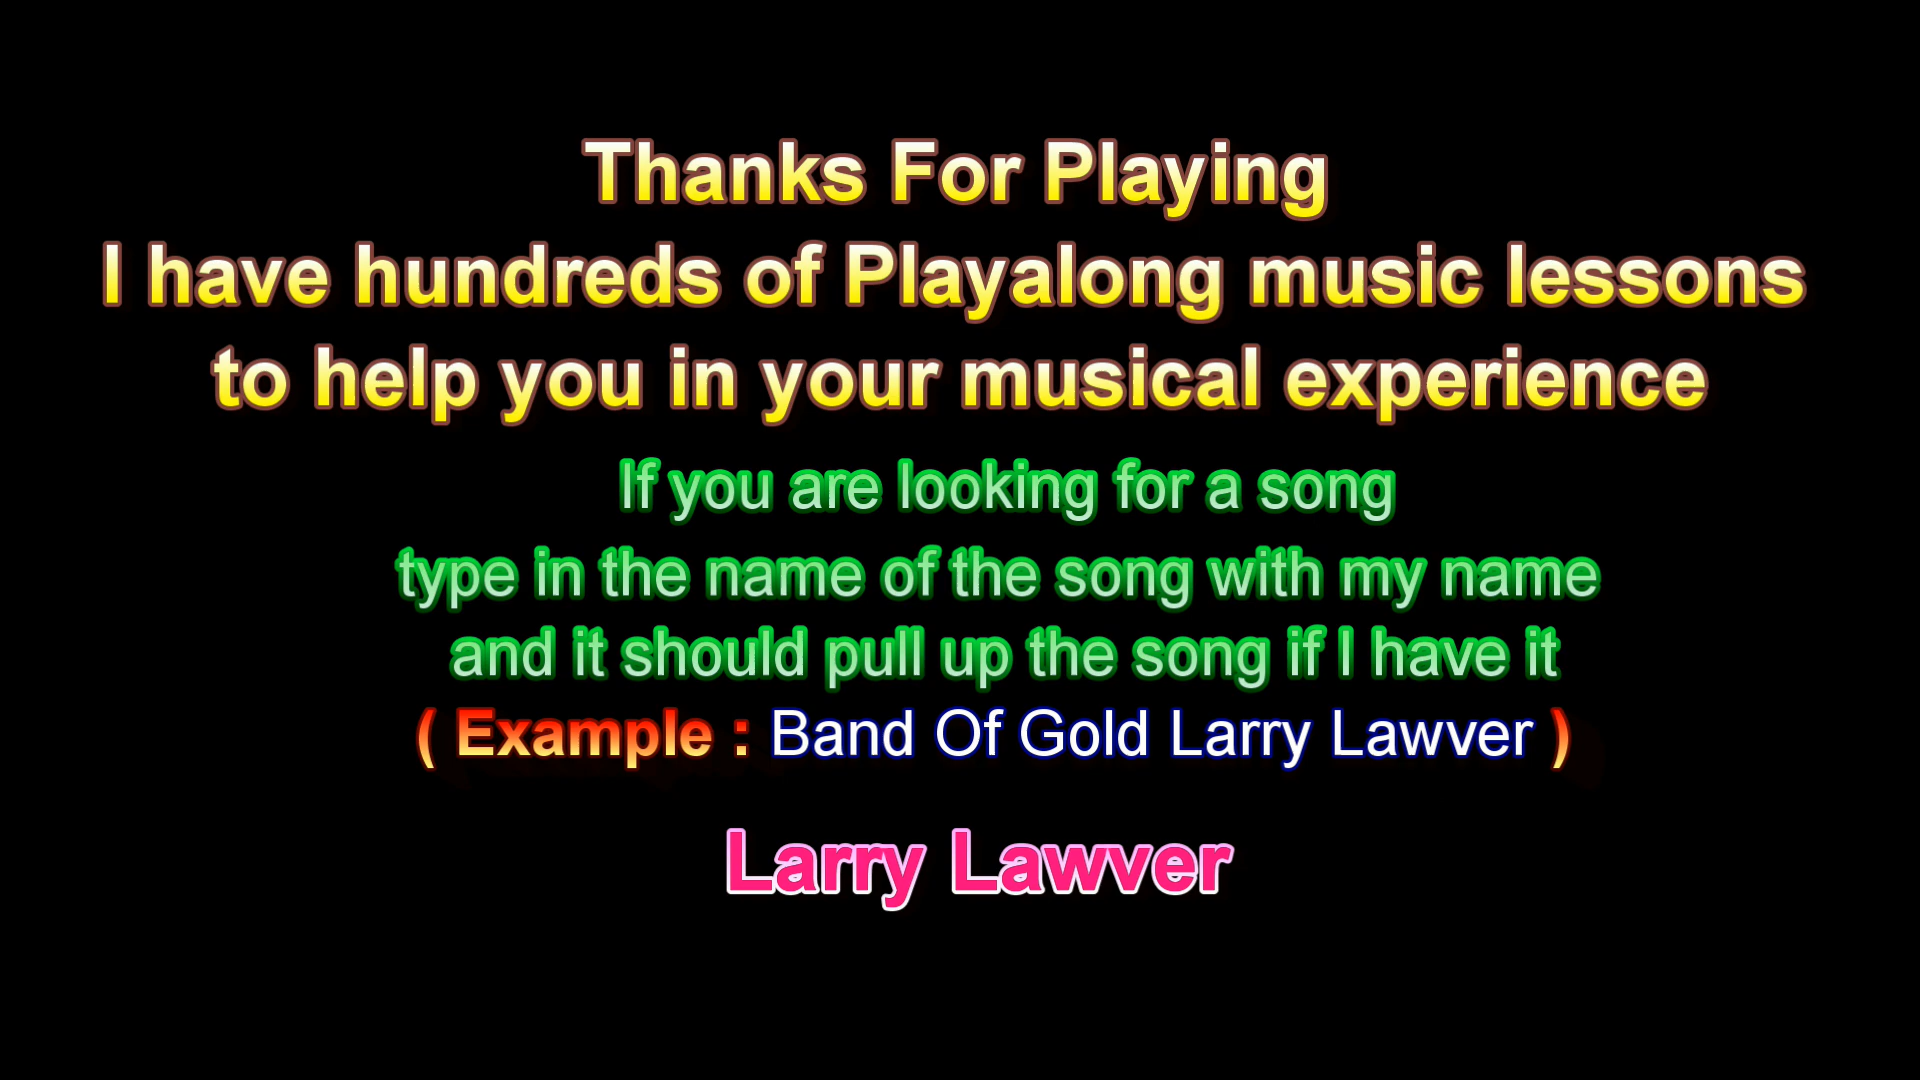 Thanks For Playing
I have hundreds of Playalong music lessons
to help you in your musical experience
If you are looking for a song
type in the name of the song with my name
and it should pull up the song if I have it
( Example : Band Of Gold Larry Lawver )
Larry Lawver